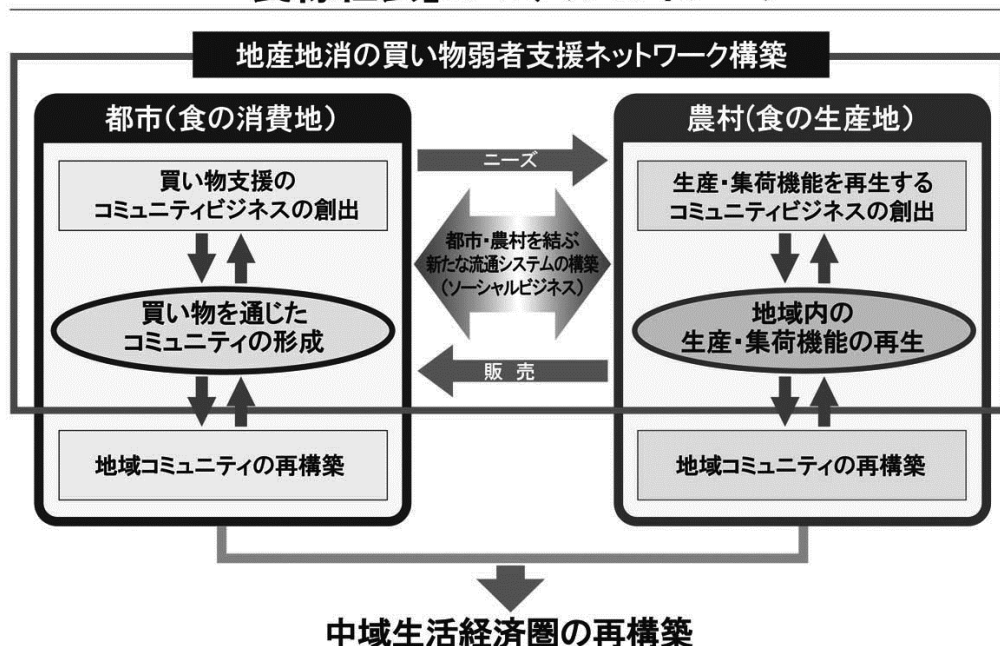 地産地消の買い物弱者支援ネットワーク構築
都市(食の消費地)
買い物支援の
コミュニティビジネスの創出
買い物を通じた
コミュニティの形成
地域コミュニティの再構築
ニーズ
都市・農村を結ぶ
新たな流通システムの構築
(ソーシャルビジネス)
販 売
農村(食の生産地)
生産・集荷機能を再生する
コミュニティビジネスの創出
地域内の
生産・集荷機能の再生
地域コミュニティの再構築
中域生活経済圏の再構築